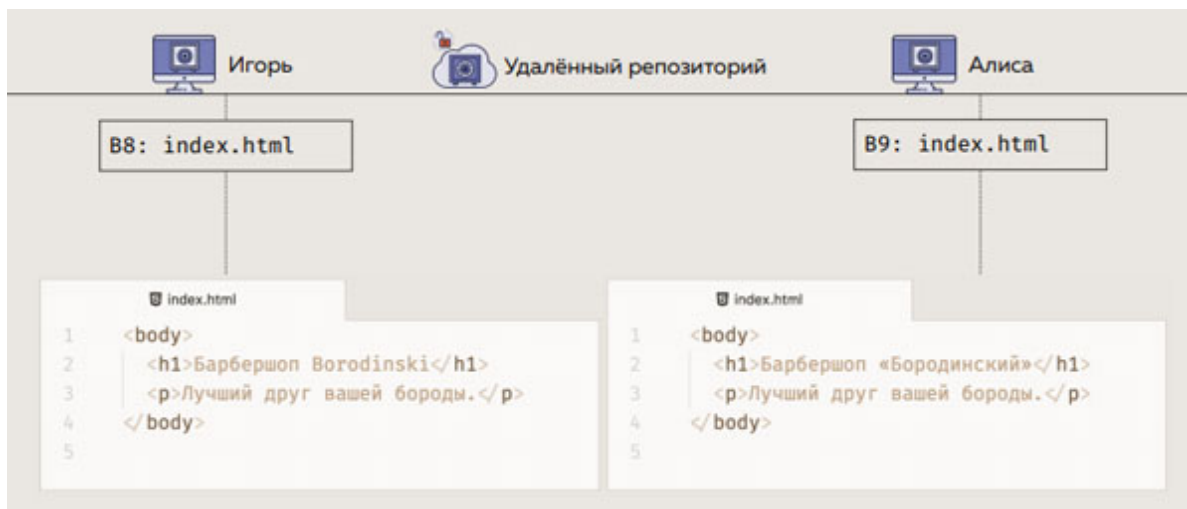 Игорь
Удалённый репозиторий
Алиса
B8: index.html
B9: index.html
index.html
1 <body>
2 <h1>Барбершоп Borodinski</h1>
3 <p>Лучший друг вашей бороды.</p>
4 </body>
5
index.html
1 <body>
2 <h1>Барбершоп «Бородинский»</h1>
3 <p>Лучший друг вашей бороды.</p>
4 </body>
5